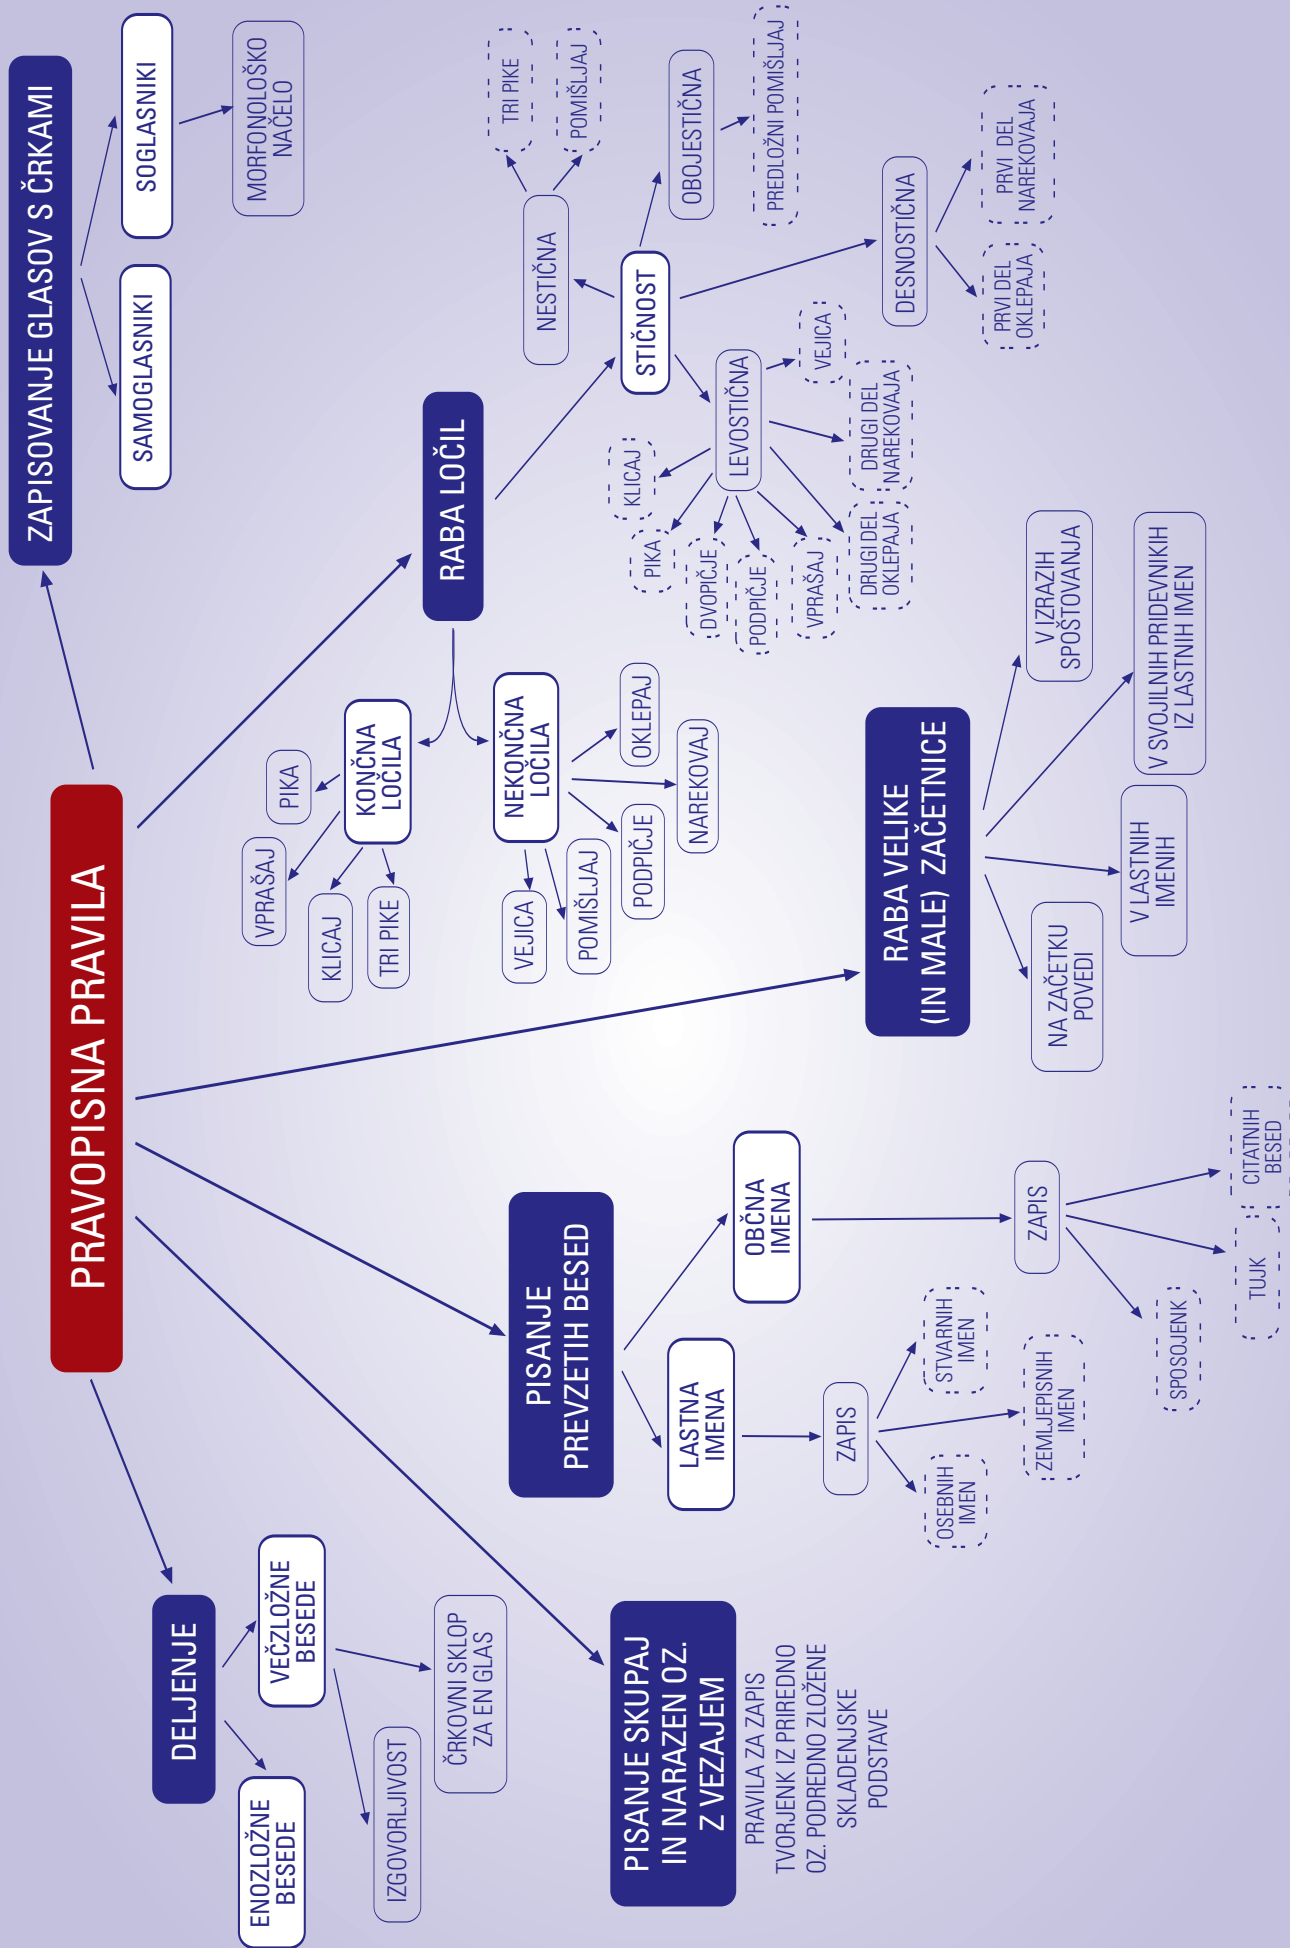 PRAVOPISNA PRAVILA
DELJENJE
ENOZLOŽNE
BESEDE
VEČZLOŽNE
BESEDE
IZGOVORLJIVOST
ČRKOVNI SKLOP
ZA EN GLAS
PISANJE SKUPAJ
IN NARAZEN OZ.
Z VEZAJEM
PRAVILA ZA ZAPIS
TVORJENK IZ PRIREDNO
OZ. PODREDNO ZLOŽENE
SKLADENJSKE
PODSTAVE
PISANJE
PREVZETIH BESED
LASTNA
IMENA
ZAPIS
OSEBNIH
IMEN
ZEMLJEPISNIH
IMEN
STVARNIH
IMEN
OBČNA
IMENA
ZAPIS
SPOSOJENK
TUJK
CITATNIH
BESED
RABA VELIKE
(IN MALE) ZAČETNICE
NA ZAČETKU
POVEDI
V LASTNIH
IMENIH
V SVOJILNIH PRIDEVNIKIH
IZ LASTNIH IMEN
V IZRAZIH
SPOŠTOVANJA
RABA LOČIL
KONČNA
LOČILA
PIKA
VPRAŠAJ
KLICAJ
TRI PIKE
NEKONČNA
LOČILA
VEJICA
POMIŠLJAJ
PODPIČJE
NAREKOVAJ
OKLEPAJ
STIČNOST
NESTIČNA
TRI PIKE
POMIŠLJAJ
OBOJESTIČNA
PREDLOŽNI POMIŠLJAJ
DESNOSTIČNA
PRVI DEL
OKLEPAJA
PRVI DEL
NAREKOVAJA
LEVOSTIČNA
KLICAJ
PIKA
DVOPIČJE
PODPIČJE
VPRAŠAJ
DRUGI DEL
OKLEPAJA
DRUGI DEL
NAREKOVAJA
VEJICA
ZAPISOVANJE GLASOV S ČRKAMI
SAMOGLASNIKI
SOGLASNIKI
MORFONOLOŠKO
NAČELO